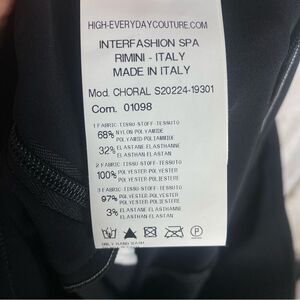 HIGH-EVERYDAYCOUTURE.COM
INTERFASHION SPA
RIMINI - ITALY
MADE IN ITALY
Mod. CHORAL S20224-19301
Com. 01098
1 FABRIC-TISSU-STOFF-TESSUTO
68% NYLON-POLYAMIDE
POLYAMID-POLIAMMIDE
32% ELASTANE-ELASTHANNE
ELASTHAN-ELASTAN
2 FABRIC-TISSU-STOFF-TESSUTO
100% POLYESTER-POLYESTER
POLYESTER-POLIESTERE
3 FABRIC-TISSU-STOFF-TESSUTO
97% POLYESTER-POLYESTER
POLYESTER-POLIESTERE
3% ELASTANE-ELASTHANNE
ELASTHAN-ELASTAN
P
ONLY HAND WASH